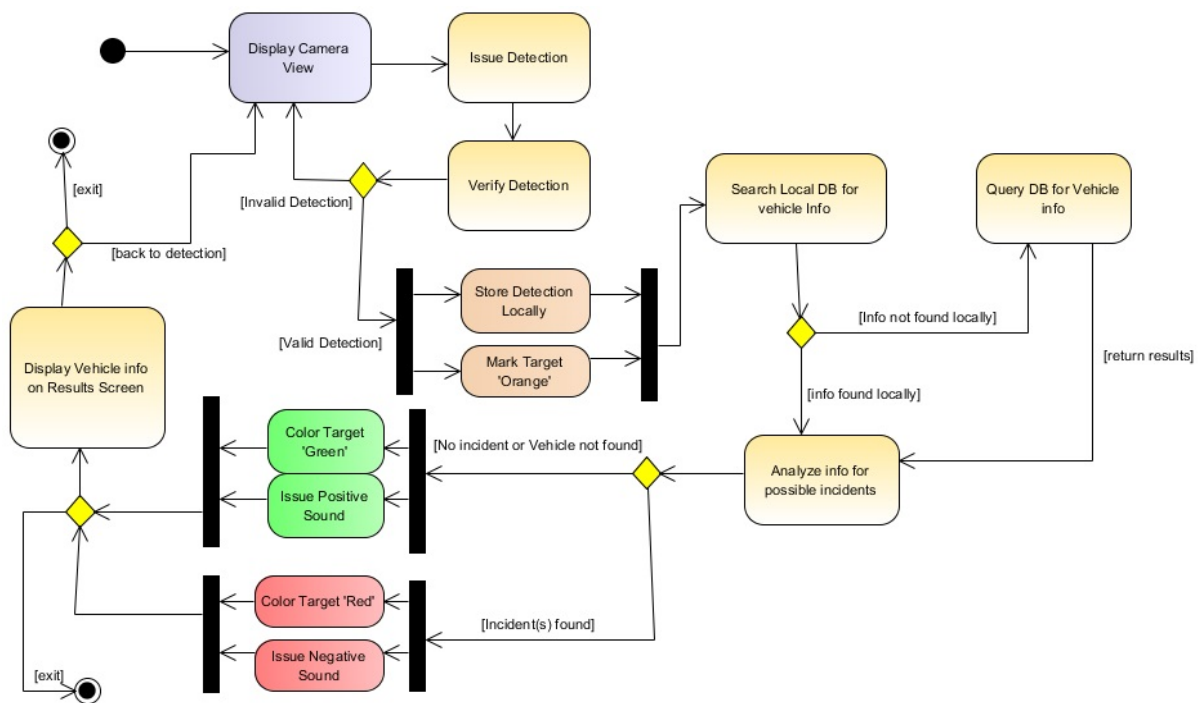 Display Camera
View
Issue Detection
Verify Detection
[Invalid Detection]
[exit]
[back to detection]
Search Local DB for
vehicle Info
Query DB for Vehicle
info
Store Detection
Locally
[Valid Detection]
Mark Target
'Orange'
[Info not found locally]
[return results]
[info found locally]
Display Vehicle info
on Results Screen
Color Target
'Green'
[No incident or Vehicle not found]
Issue Positive
Sound
Analyze info for
possible incidents
Color Target 'Red'
[Incident(s) found]
Issue Negative
Sound
[exit]